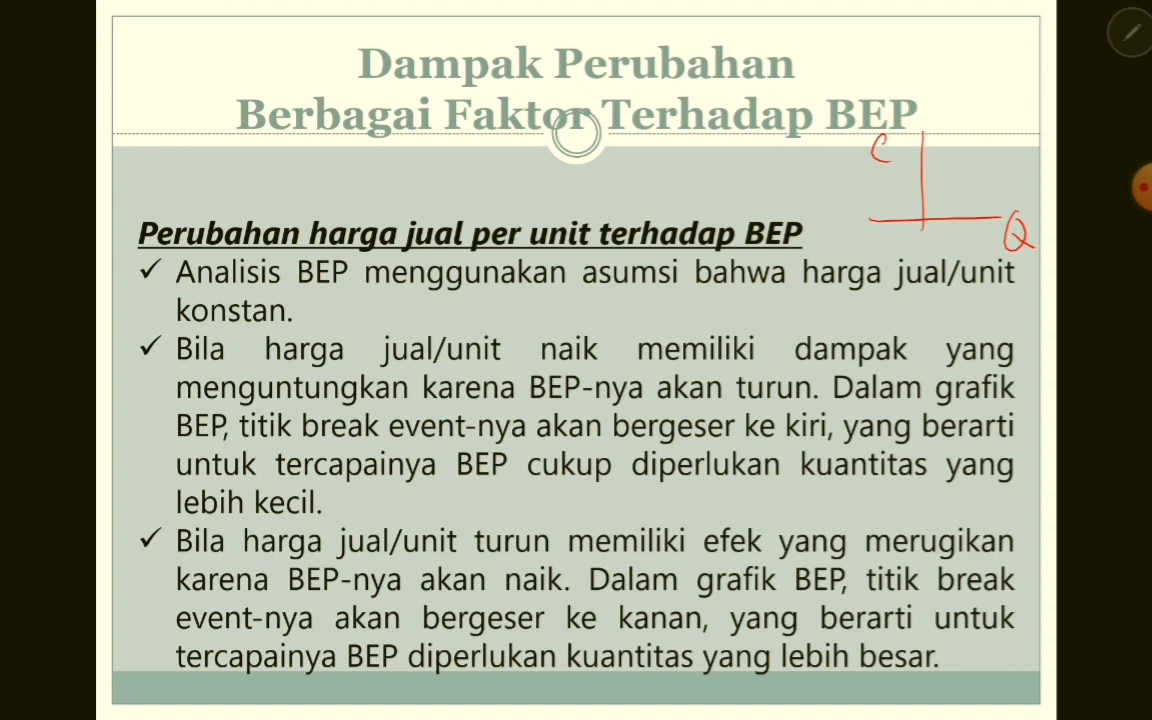 Dampak Perubahan
Berbagai Faktor Terhadap BEP
C
Q
Perubahan harga jual per unit terhadap BEP
✓ Analisis BEP menggunakan asumsi bahwa harga jual/unit
konstan.
✓ Bila harga jual/unit naik memiliki dampak yang
menguntungkan karena BEP-nya akan turun. Dalam grafik
BEP, titik break event-nya akan bergeser ke kiri, yang berarti
untuk tercapainya BEP cukup diperlukan kuantitas yang
lebih kecil.
✓ Bila harga jual/unit turun memiliki efek yang merugikan
karena BEP-nya akan naik. Dalam grafik BEP, titik break
event-nya akan bergeser ke kanan, yang berarti untuk
tercapainya BEP diperlukan kuantitas yang lebih besar.